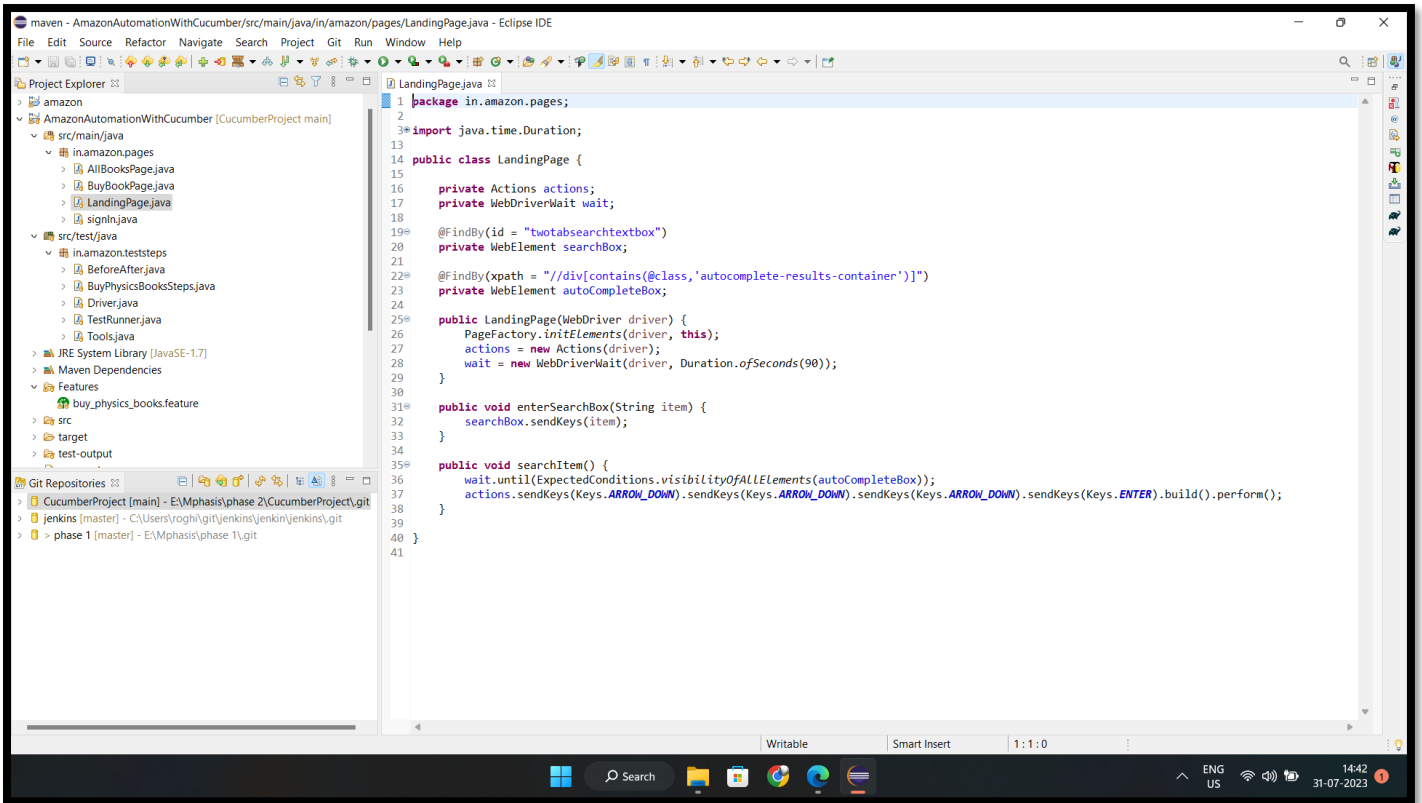 maven - AmazonAutomationWithCucumber/src/main/java/in/amazon/pages/LandingPage.java - Eclipse IDE
File Edit Source Refactor Navigate Search Project Git Run Window Help
Project Explorer
amazon
AmazonAutomationWithCucumber [CucumberProject main]
src/main/java
in.amazon.pages
AllBooksPage.java
BuyBookPage.java
LandingPage.java
signIn.java
src/test/java
in.amazon.teststeps
BeforeAfter.java
BuyPhysicsBooksSteps.java
Driver.java
TestRunner.java
Tools.java
JRE System Library [JavaSE-1.7]
Maven Dependencies
Features
buy_physics_books.feature
src
target
test-output
Git Repositories
CucumberProject [main] - E:\Mphasis\phase 2\CucumberProject\.git
jenkins [master] - C:\Users\roghi\git\jenkins\jenkin\jenkins\.git
> phase 1 [master] - E:\Mphasis\phase 1\.git
LandingPage.java
1 package in.amazon.pages;
2
3 import java.time.Duration;
13
14 public class LandingPage {
15
16 private Actions actions;
17 private WebDriverWait wait;
18
19 @FindBy(id = "twotabsearchtextbox")
20 private WebElement searchBox;
21
22 @FindBy(xpath = "//div[contains(@class,'autocomplete-results-container')]")
23 private WebElement autoCompleteBox;
24
25 public LandingPage(WebDriver driver) {
26 PageFactory.initElements(driver, this);
27 actions = new Actions(driver);
28 wait = new WebDriverWait(driver, Duration.ofSeconds(90));
29 }
30
31 public void enterSearchBox(String item) {
32 searchBox.sendKeys(item);
33 }
34
35 public void searchItem() {
36 wait.until(ExpectedConditions.visibilityOfAllElements(autoCompleteBox));
37 actions.sendKeys(Keys.ARROW_DOWN).sendKeys(Keys.ARROW_DOWN).sendKeys(Keys.ARROW_DOWN).sendKeys(Keys.ENTER).build().perform();
38 }
39
40 }
41
Writable Smart Insert 1 : 1 : 0
Search
ENG
US
14:42
31-07-2023
1